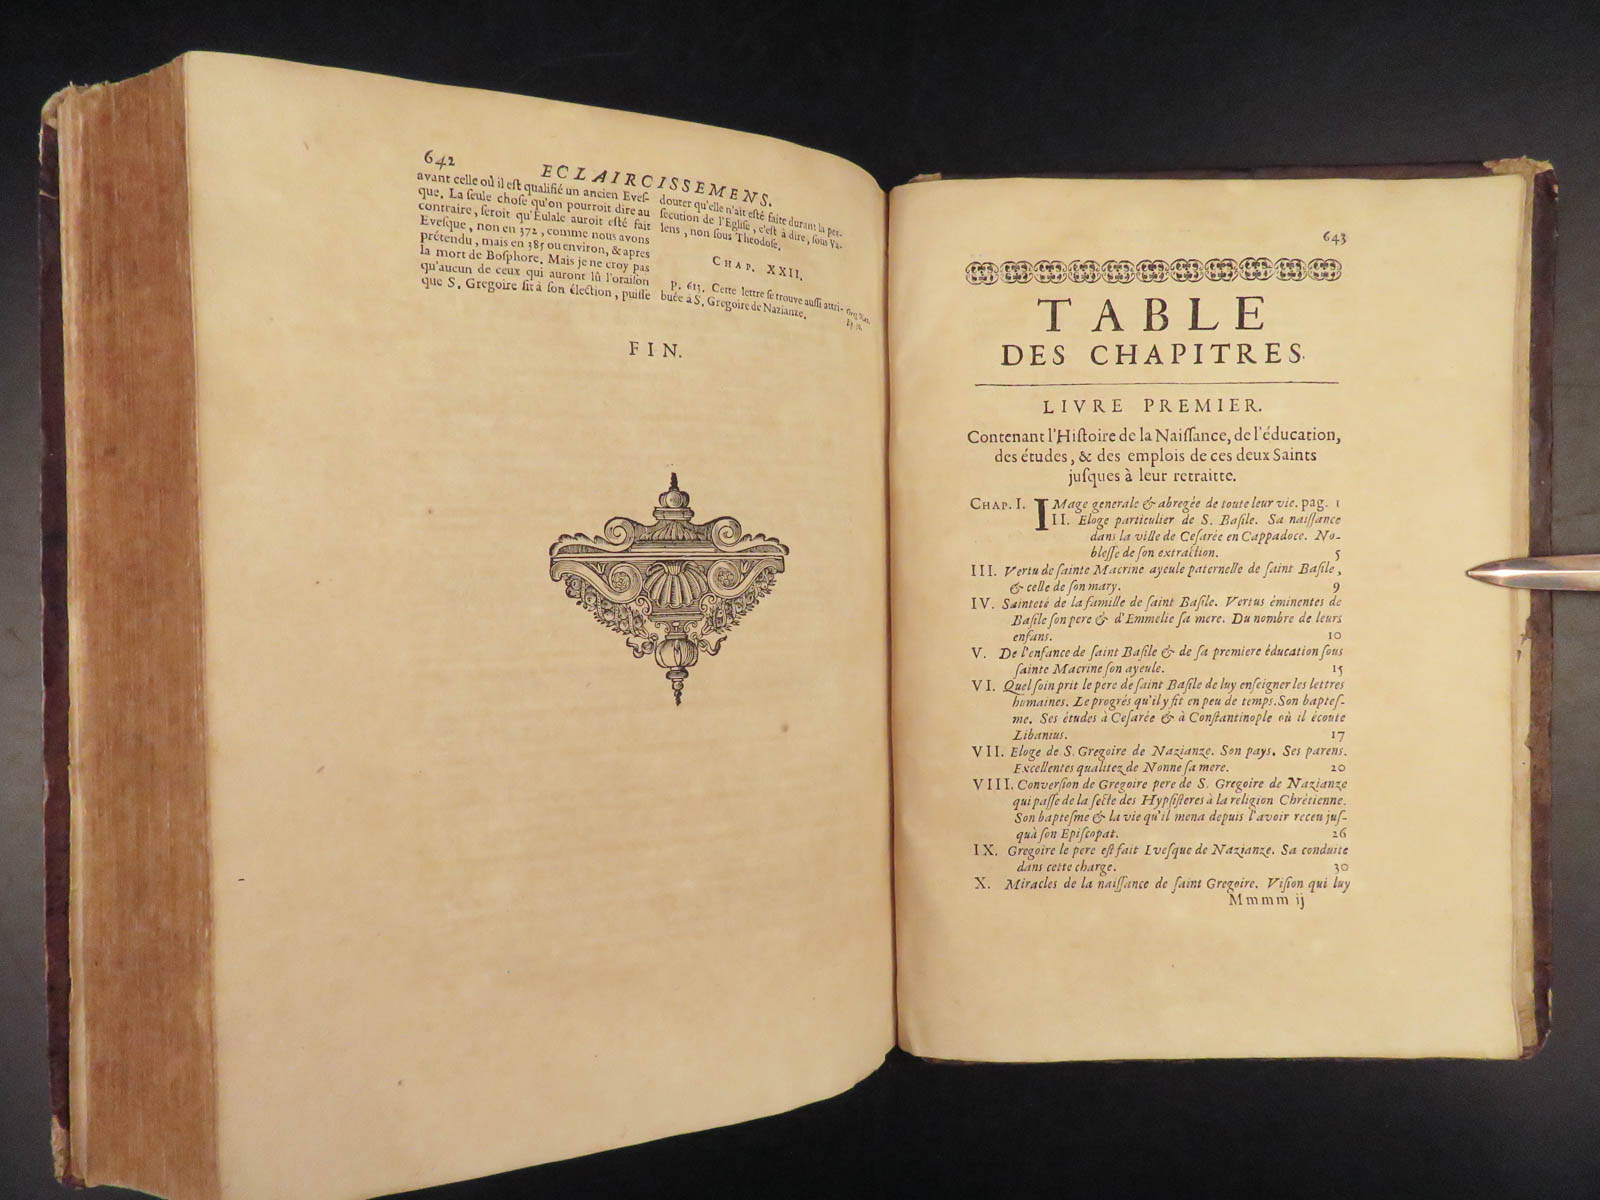 642
ECLAIRCISSEMENS.
avant celle où il est qualifié un ancien Eves-
que. La seule chose qu'on pourroit dire au
contraire, seroit qu'Eulale auroit esté fait
Evesque, non en 372, comme nous avons
prétendu, mais en 385 ou environ, & apres
la mort de Bosphore. Mais je ne croy pas
qu'aucun de ceux qui auront lû l'oraison
que S. Gregoire fit à son élection, puisse
douter qu'elle n'ait esté faite durant la per-
secution de l'Eglise, c'est à dire, sous Va-
lens, non sous Theodose.
CHAP. XXII.
p. 613. Cette lettre se trouve aussi attri-
buée à S. Gregoire de Nazianze.
Greg. Naz.
FIN.
643
TABLE
DES CHAPITRES.
LIVRE PREMIER.
Contenant l'Histoire de la Naissance, de l'éducation,
des études, & des emplois de ces deux Saints
jusques à leur retraitte.
CHAP. I. IMage generale & abregée de toute leur vie. pag. 1
II. Eloge particulier de S. Basile. Sa naissance
dans la ville de Cesarée en Cappadoce. No-
blesse de son extraction. 5
III. Vertu de sainte Macrine ayeule paternelle de saint Basile,
& celle de son mary. 9
IV. Sainteté de la famille de saint Basile. Vertus éminentes de
Basile son pere & d'Emmelie sa mere. Du nombre de leurs
enfans. 10
V. De l'enfance de saint Basile & de sa premiere éducation sous
sainte Macrine son ayeule. 15
VI. Quel soin prit le pere de saint Basile de luy enseigner les lettres
humaines. Le progrés qu'il y fit en peu de temps. Son baptes-
me. Ses études à Cesarée & à Constantinople où il écoute
Libanius. 17
VII. Eloge de S. Gregoire de Nazianze. Son pays. Ses parens.
Excellentes qualitez de Nonne sa mere. 20
VIII. Conversion de Gregoire pere de S. Gregoire de Nazianze
qui passe de la secte des Hypsisteres à la religion Chrétienne.
Son baptesme & la vie qu'il mena depuis l'avoir receu jus-
quà son Episcopat. 26
IX. Gregoire le pere est fait Evesque de Nazianze. Sa conduite
dans cette charge. 30
X. Miracles de la naissance de saint Gregoire. Vision qui luy
Mmmm ij